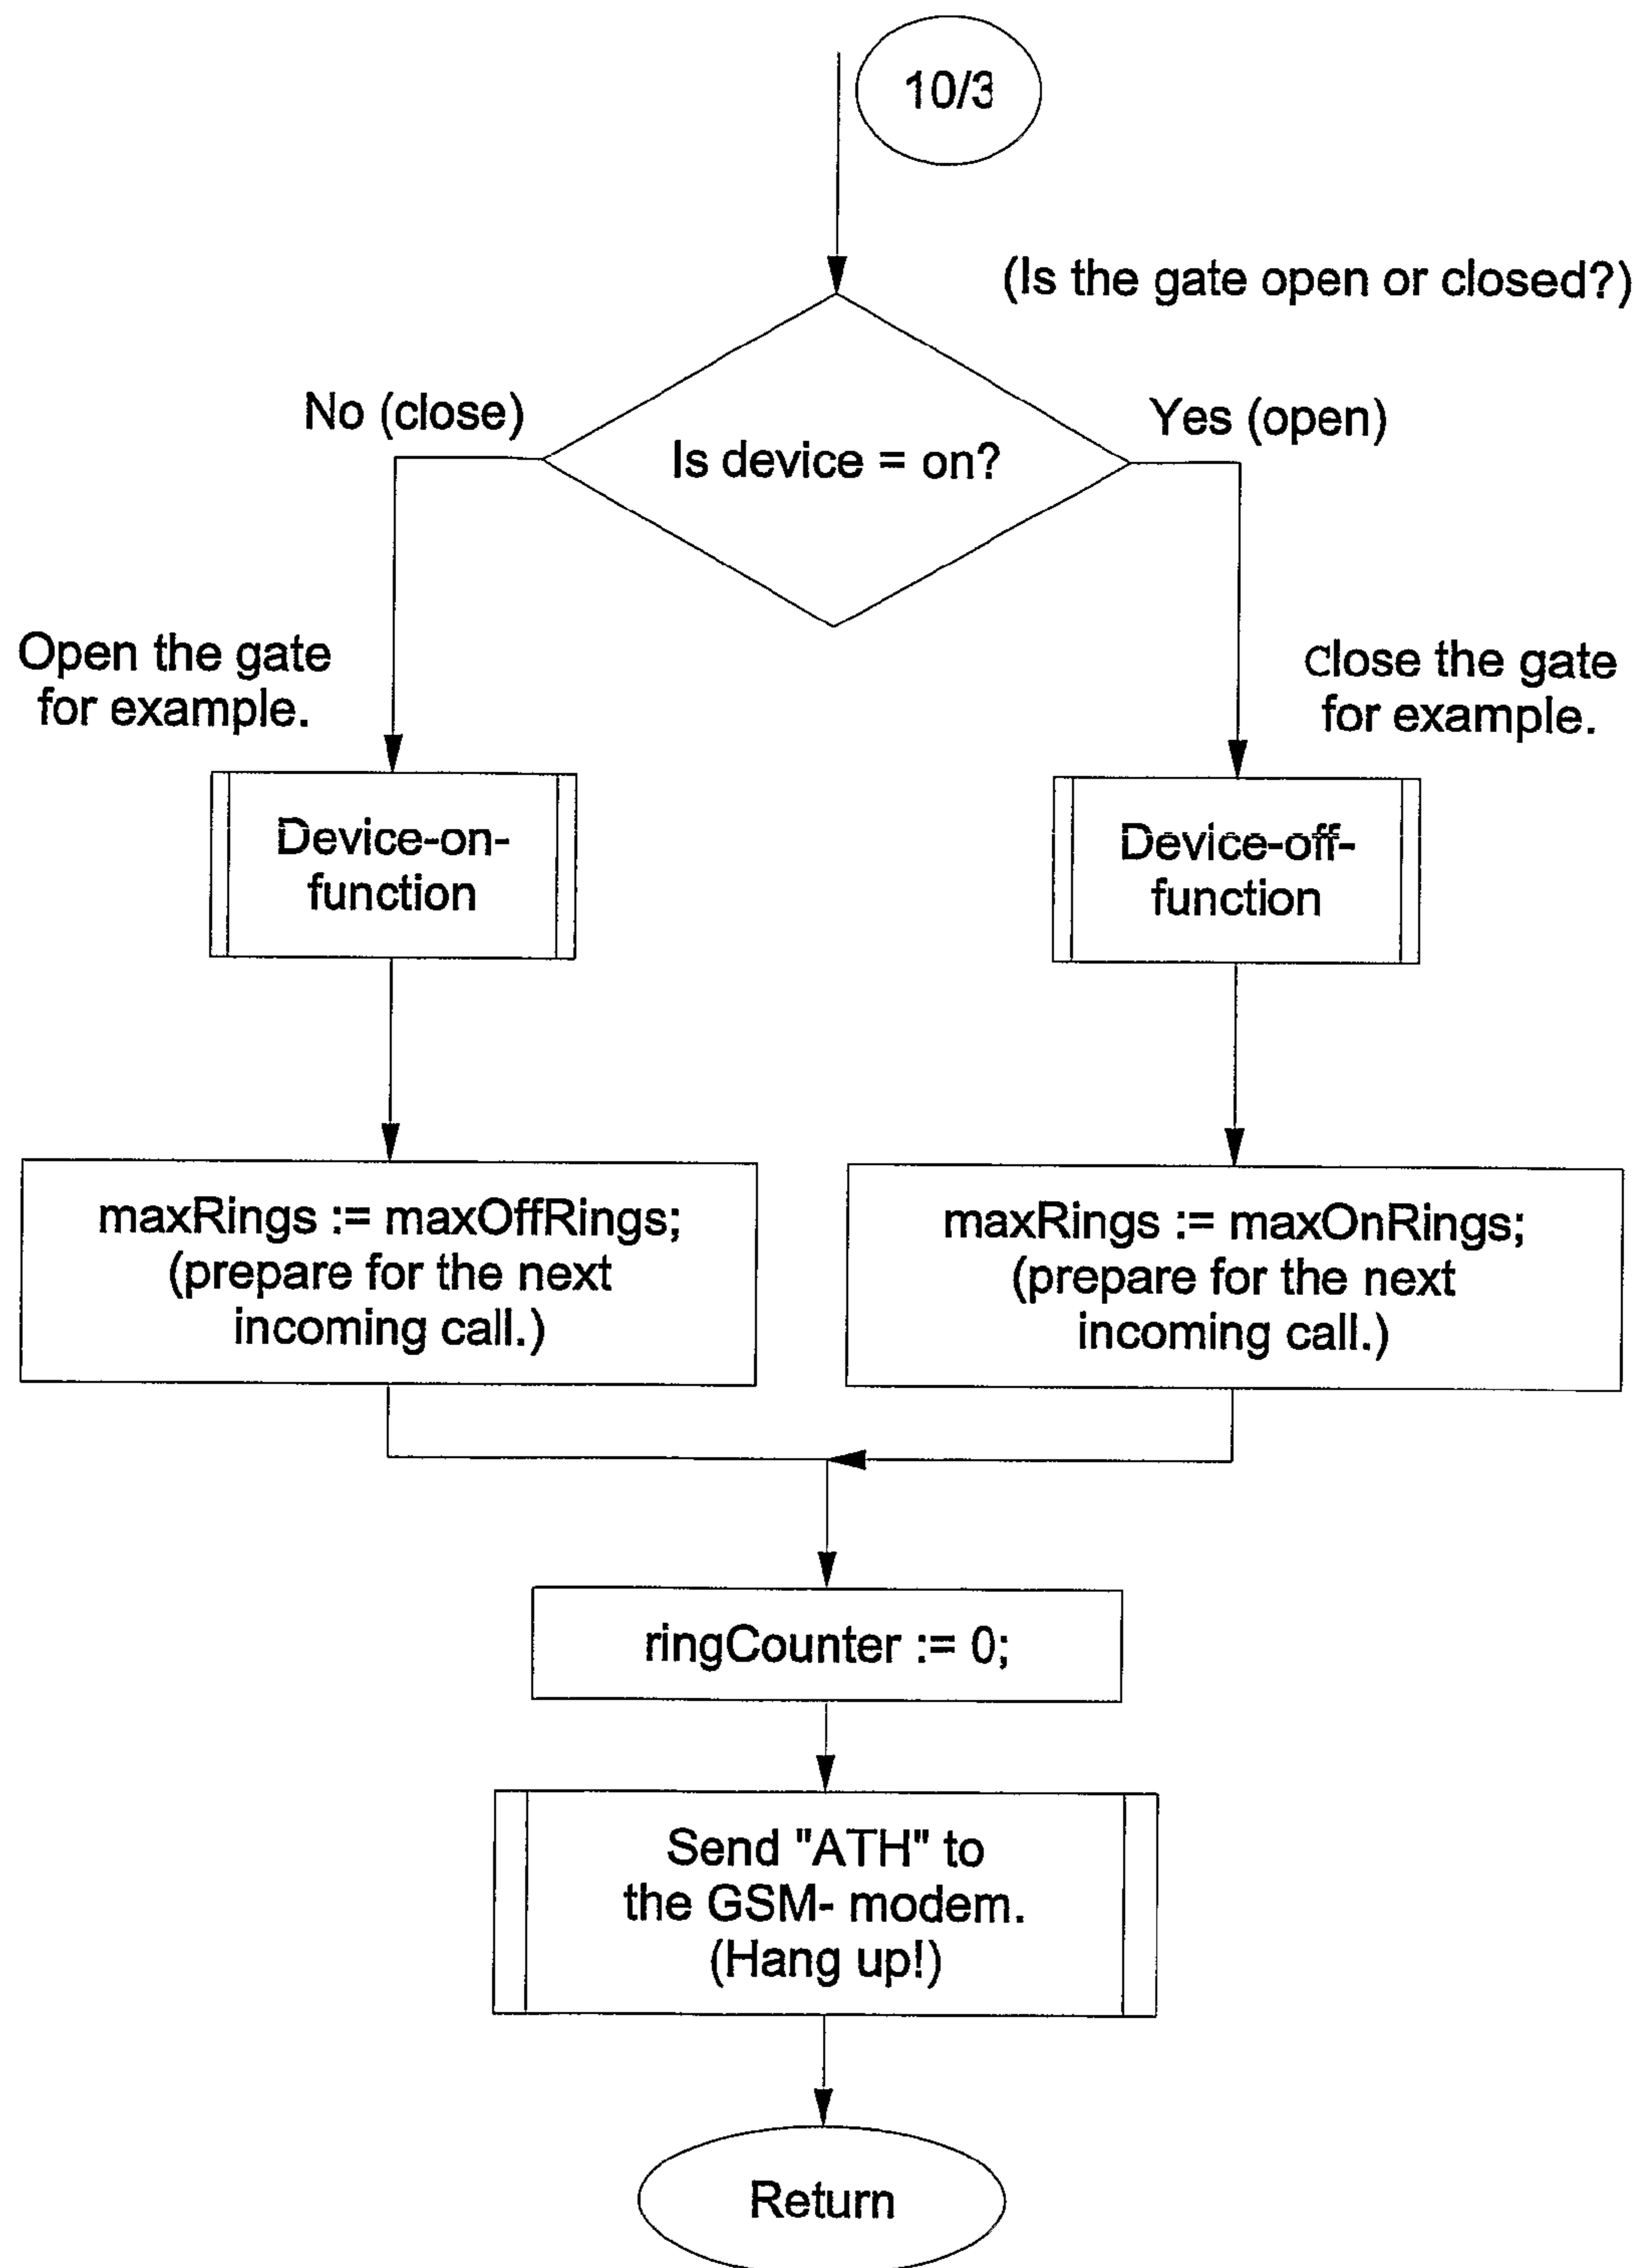 10/3
(Is the gate open or closed?)
No (close)
Yes (open)
Is device = on?
Open the gate
for example.
close the gate
for example.
Device-on-
function
Device-off-
function
maxRings := maxOffRings;
(prepare for the next
incoming call.)
maxRings := maxOnRings;
(prepare for the next
incoming call.)
ringCounter := 0;
Send "ATH" to
the GSM- modem.
(Hang up!)
Return